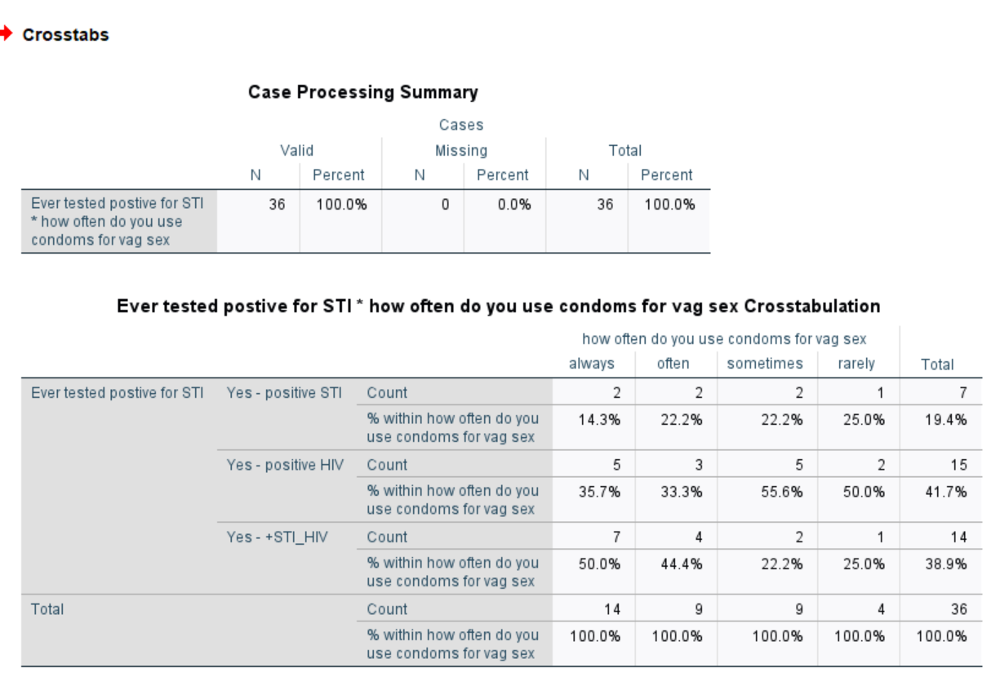 Crosstabs
Case Processing Summary
Cases
Valid Missing Total
N Percent N Percent N Percent
Ever tested postive for STI
* how often do you use
condoms for vag sex
36 100.0% 0 0.0% 36 100.0%
Ever tested postive for STI * how often do you use condoms for vag sex Crosstabulation
how often do you use condoms for vag sex
always often sometimes rarely Total
Ever tested postive for STI Yes - positive STI Count 2 2 2 1 7
% within how often do you
use condoms for vag sex
14.3% 22.2% 22.2% 25.0% 19.4%
Yes - positive HIV Count 5 3 5 2 15
% within how often do you
use condoms for vag sex
35.7% 33.3% 55.6% 50.0% 41.7%
Yes - +STI_HIV Count 7 4 2 1 14
% within how often do you
use condoms for vag sex
50.0% 44.4% 22.2% 25.0% 38.9%
Total Count 14 9 9 4 36
% within how often do you
use condoms for vag sex
100.0% 100.0% 100.0% 100.0% 100.0%